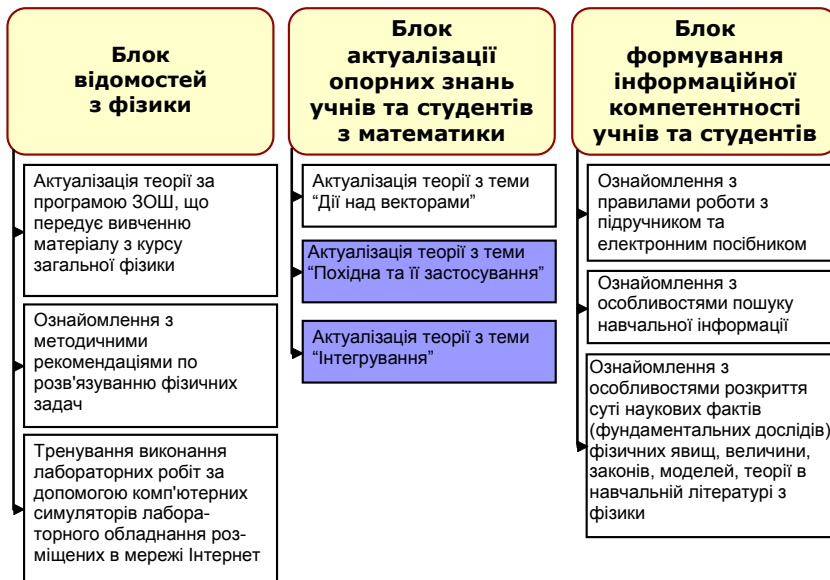 Блок
відомостей
з фізики
Актуалізація теорії за
програмою ЗОШ, що
передує вивченню
матеріалу з курсу
загальної фізики
Ознайомлення з
методичними
рекомендаціями по
розв'язуванню фізичних
задач
Тренування виконання
лабораторних робіт за
допомогою комп'ютерних
симуляторів лабора-
торного обладнання роз-
міщених в мережі Інтернет
Блок
актуалізації
опорних знань
учнів та студентів
з математики
Актуалізація теорії з теми
“Дії над векторами”
Актуалізація теорії з теми
“Похідна та її застосування”
Актуалізація теорії з теми
“Інтегрування”
Блок
формування
інформаційної
компетентності
учнів та студентів
Ознайомлення з
правилами роботи з
підручником та
електронним посібником
Ознайомлення з
особливостями пошуку
навчальної інформації
Ознайомлення з
особливостями розкриття
суті наукових фактів
(фундаментальних дослідів)
фізичних явищ, величини,
законів, моделей, теорії в
навчальній літературі з
фізики